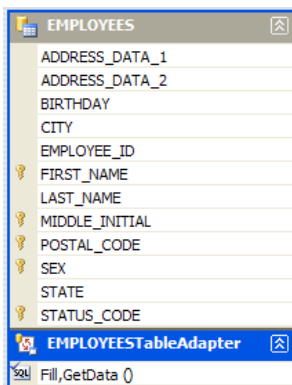 EMPLOYEES
ADDRESS_DATA_1
ADDRESS_DATA_2
BIRTHDAY
CITY
EMPLOYEE_ID
FIRST_NAME
LAST_NAME
MIDDLE_INITIAL
POSTAL_CODE
SEX
STATE
STATUS_CODE
EMPLOYEESTableAdapter
SQL Fill,GetData ()